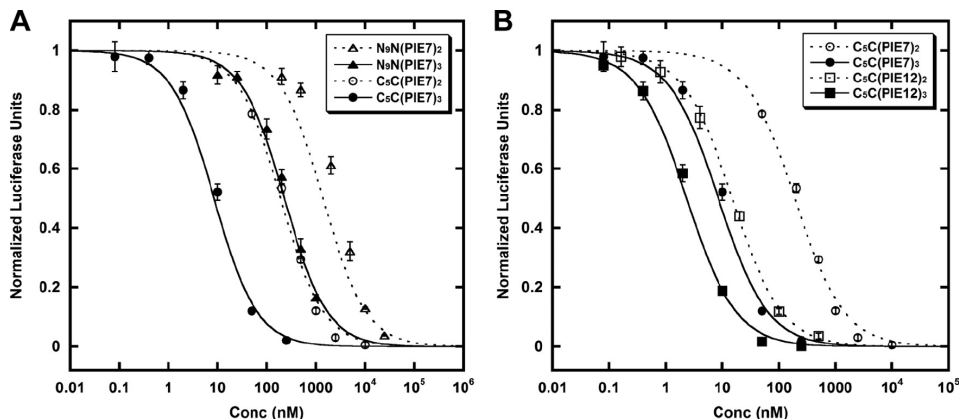 A
Normalized Luciferase Units
1
0.8
0.6
0.4
0.2
0
N₉N(PIE7)₂
N₉N(PIE7)₃
C₅C(PIE7)₂
C₅C(PIE7)₃
0.01 0.1 1 10 100 1000 10⁴ 10⁵ 10⁶
Conc (nM)
B
Normalized Luciferase Units
1
0.8
0.6
0.4
0.2
0
C₅C(PIE7)₂
C₅C(PIE7)₃
C₅C(PIE12)₂
C₅C(PIE12)₃
0.01 0.1 1 10 100 1000 10⁴ 10⁵
Conc (nM)